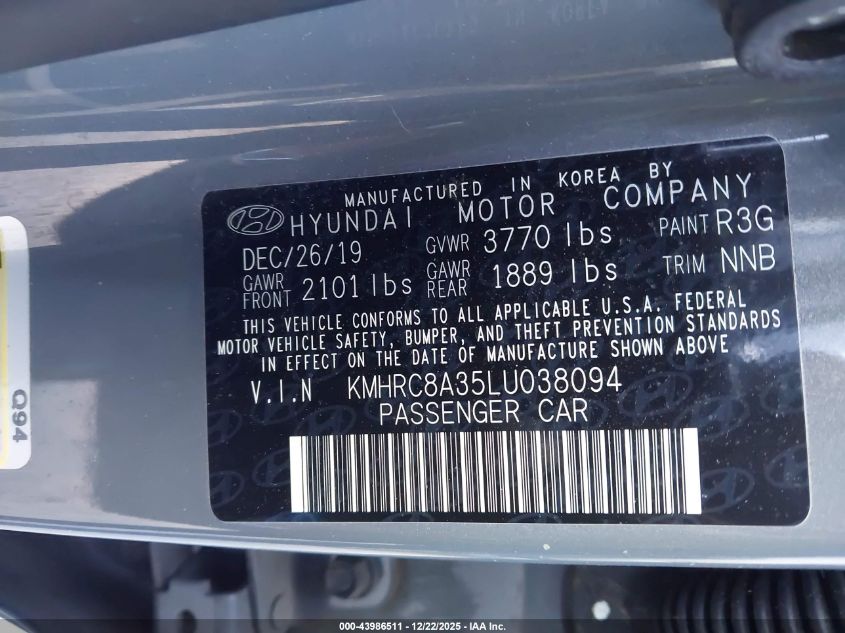 MANUFACTURED IN KOREA BY
HYUNDAI MOTOR COMPANY
DEC/26/19 GVWR 3770 lbs PAINT R3G
GAWR FRONT 2101 lbs GAWR REAR 1889 lbs TRIM NNB
THIS VEHICLE CONFORMS TO ALL APPLICABLE U.S.A. FEDERAL
MOTOR VEHICLE SAFETY, BUMPER, AND THEFT PREVENTION STANDARDS
IN EFFECT ON THE DATE OF MANUFACTURE SHOWN ABOVE
V.I.N KMHRC8A35LU038094
PASSENGER CAR
Q94
000-43986511 - 12/22/2025 - IAA Inc.